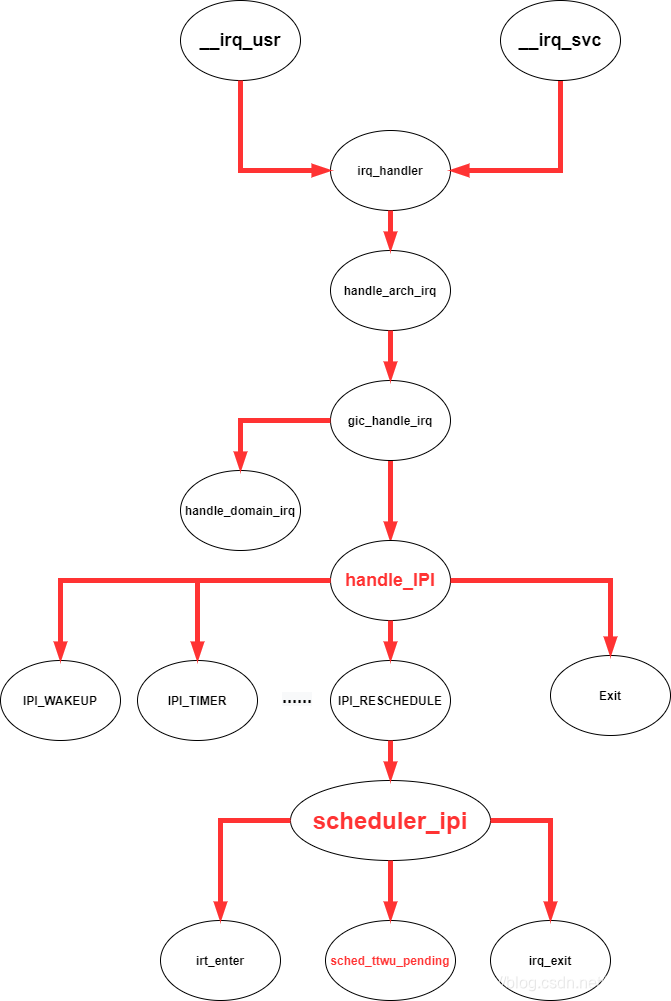 __irq_usr
__irq_svc
irq_handler
handle_arch_irq
gic_handle_irq
handle_domain_irq
handle_IPI
IPI_WAKEUP
IPI_TIMER
......
IPI_RESCHEDULE
Exit
scheduler_ipi
irt_enter
sched_ttwu_pending
irq_exit
//blog.csdn.net